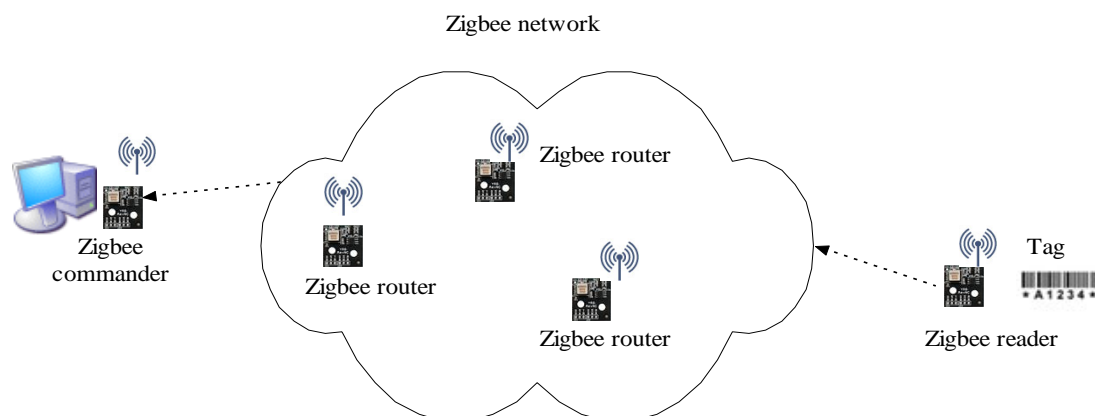 Zigbee network
Zigbee router
Zigbee
commander
Zigbee router
Zigbee router
Tag
*A1234*
Zigbee reader